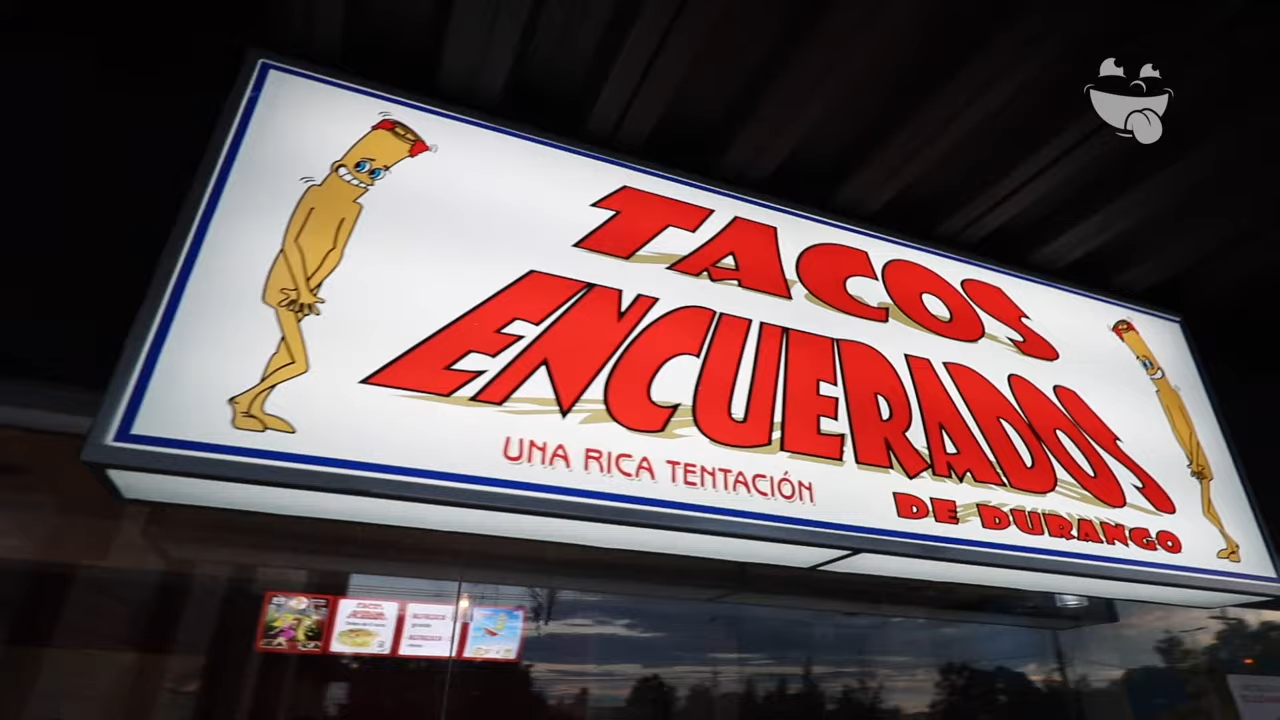 TACOS
ENCUERADOS
UNA RICA TENTACIÓN
DE DURANGO